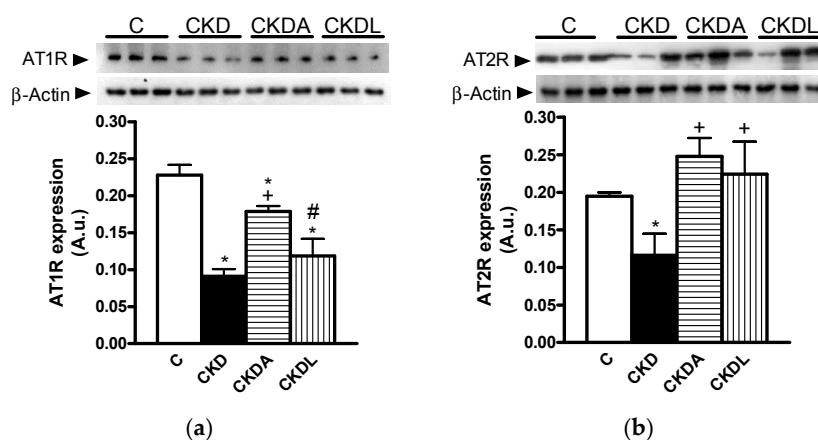 C CKD CKDA CKDL
AT1R
β-Actin
0.30
0.25
0.20
0.15
0.10
0.05
0.00
AT1R expression
(A.u.)
*
*
+
#
*
C
CKD
CKDA
CKDL
(a)
C CKD CKDA CKDL
AT2R
β-Actin
0.30
0.25
0.20
0.15
0.10
0.05
0.00
AT2R expression
(A.u.)
*
+
+
C
CKD
CKDA
CKDL
(b)